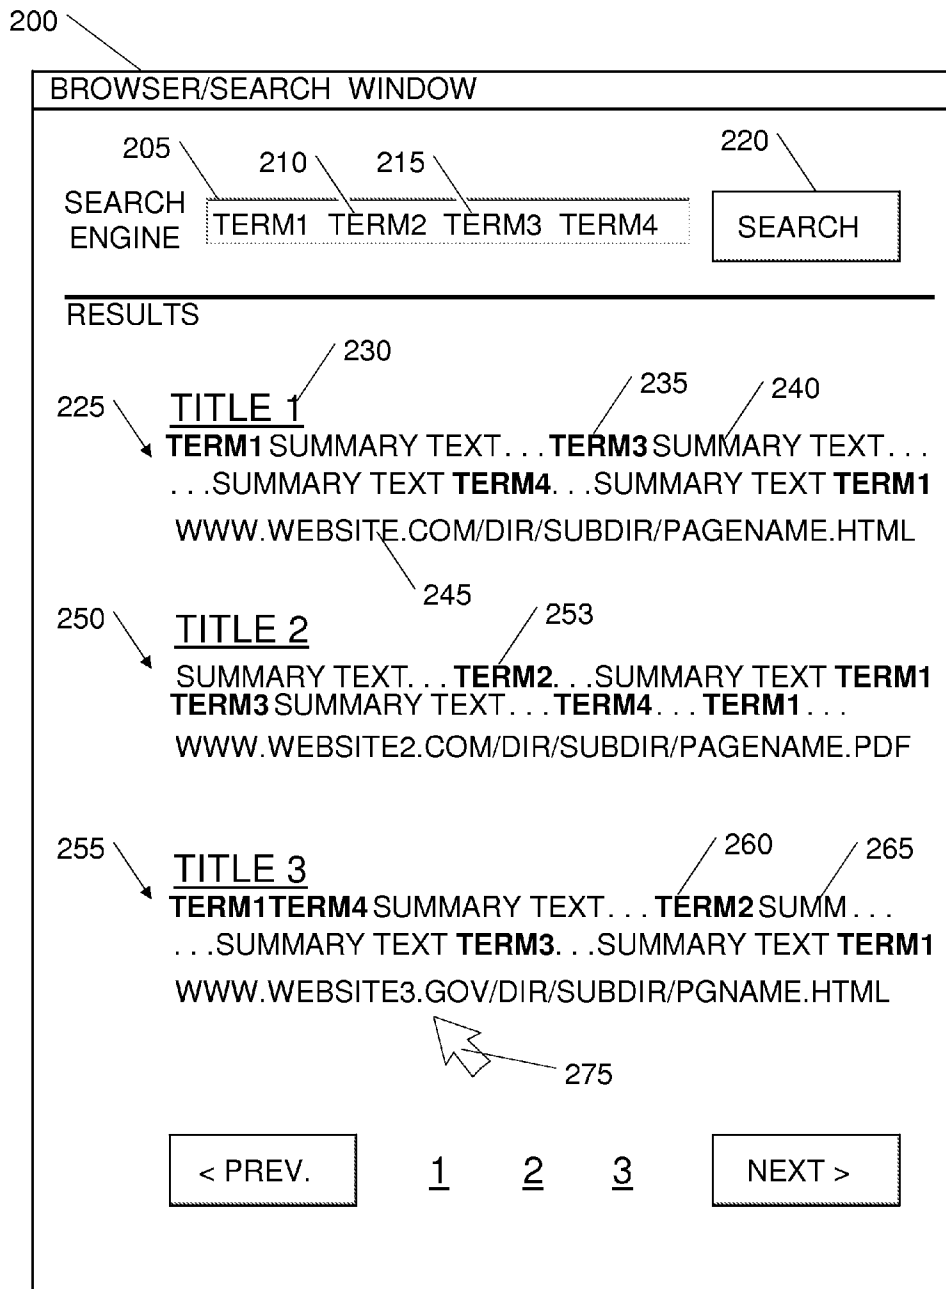 200
BROWSER/SEARCH WINDOW
205 210 215 220
SEARCH ENGINE
TERM1 TERM2 TERM3 TERM4
SEARCH
RESULTS
230
225 235 240
TITLE 1
TERM1 SUMMARY TEXT... TERM3 SUMMARY TEXT...
...SUMMARY TEXT TERM4...SUMMARY TEXT TERM1
WWW.WEBSITE.COM/DIR/SUBDIR/PAGENAME.HTML
245
250 253
TITLE 2
SUMMARY TEXT...TERM2...SUMMARY TEXT TERM1
TERM3 SUMMARY TEXT...TERM4...TERM1...
WWW.WEBSITE2.COM/DIR/SUBDIR/PAGENAME.PDF
255 260 265
TITLE 3
TERM1TERM4 SUMMARY TEXT...TERM2 SUMM...
...SUMMARY TEXT TERM3...SUMMARY TEXT TERM1
WWW.WEBSITE3.GOV/DIR/SUBDIR/PGNAME.HTML
275
< PREV. 1 2 3 NEXT >